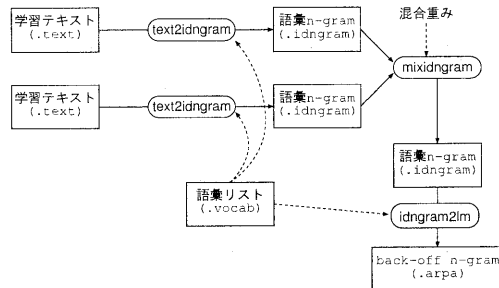 学習テキスト
(.text)
text2idngram
語彙n-gram
(.idngram)
混合重み
mixidngram
学習テキスト
(.text)
text2idngram
語彙n-gram
(.idngram)
語彙n-gram
(.idngram)
語彙リスト
(.vocab)
idngram2lm
back-off n-gram
(.arpa)